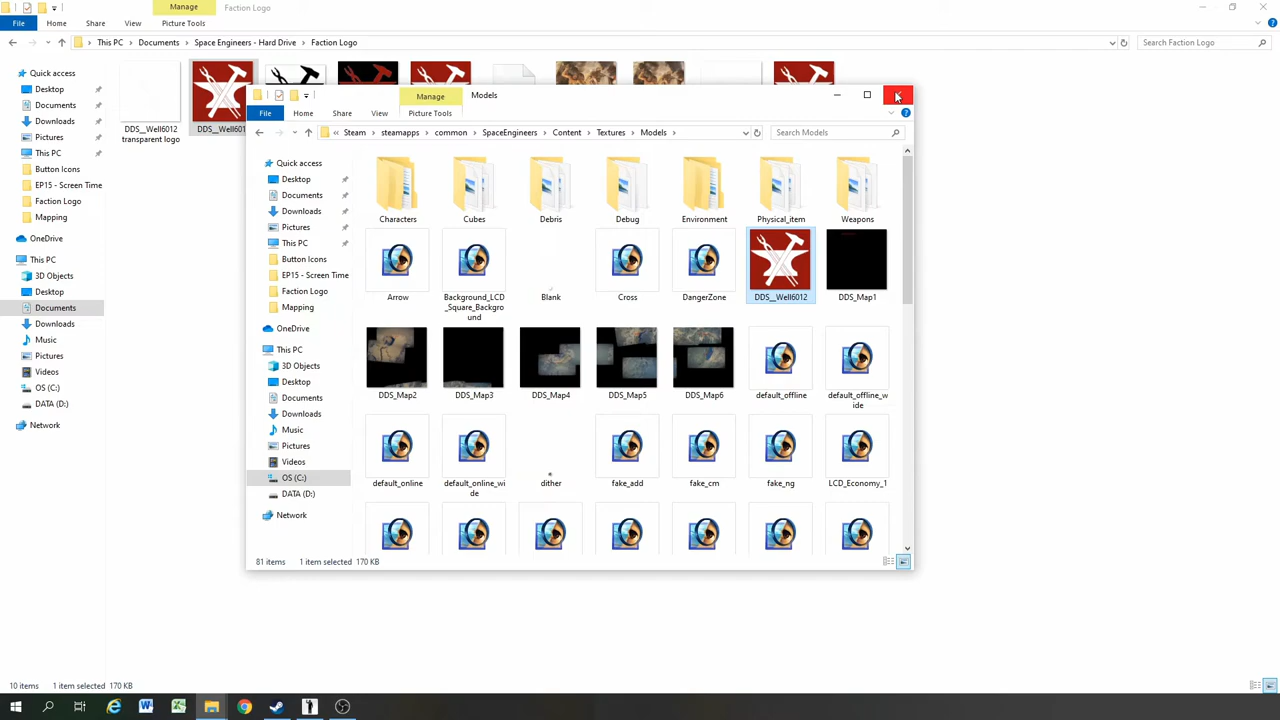 Manage
Faction Logo
File
Home
Share
View
Picture Tools
This PC
Documents
Space Engineers - Hard Drive
Faction Logo
Search Faction Logo
Quick access
Desktop
Documents
Downloads
Pictures
This PC
Button Icons
EP15 - Screen Time
Faction Logo
Mapping
OneDrive
This PC
3D Objects
Desktop
Documents
Downloads
Music
Pictures
Videos
OS (C:)
DATA (D:)
Network
DDS__Well6012
transparent logo
DDS__Well601
Manage
Models
File
Home
Share
View
Picture Tools
Steam
steamapps
common
SpaceEngineers
Content
Textures
Models
Search Models
Quick access
Desktop
Documents
Downloads
Pictures
This PC
Button Icons
EP15 - Screen Time
Faction Logo
Mapping
OneDrive
This PC
3D Objects
Desktop
Documents
Downloads
Music
Pictures
Videos
OS (C:)
DATA (D:)
Network
Characters
Cubes
Debris
Debug
Environment
Physical_item
Weapons
Arrow
Background_LCD
_Square_Backgro
und
Blank
Cross
DangerZone
DDS__Well6012
DDS_Map1
DDS_Map2
DDS_Map3
DDS_Map4
DDS_Map5
DDS_Map6
default_offline
default_offline_w
ide
default_online
default_online_wi
de
dither
fake_add
fake_cm
fake_ng
LCD_Economy_1
81 items
1 item selected
170 KB
10 items
1 item selected
170 KB